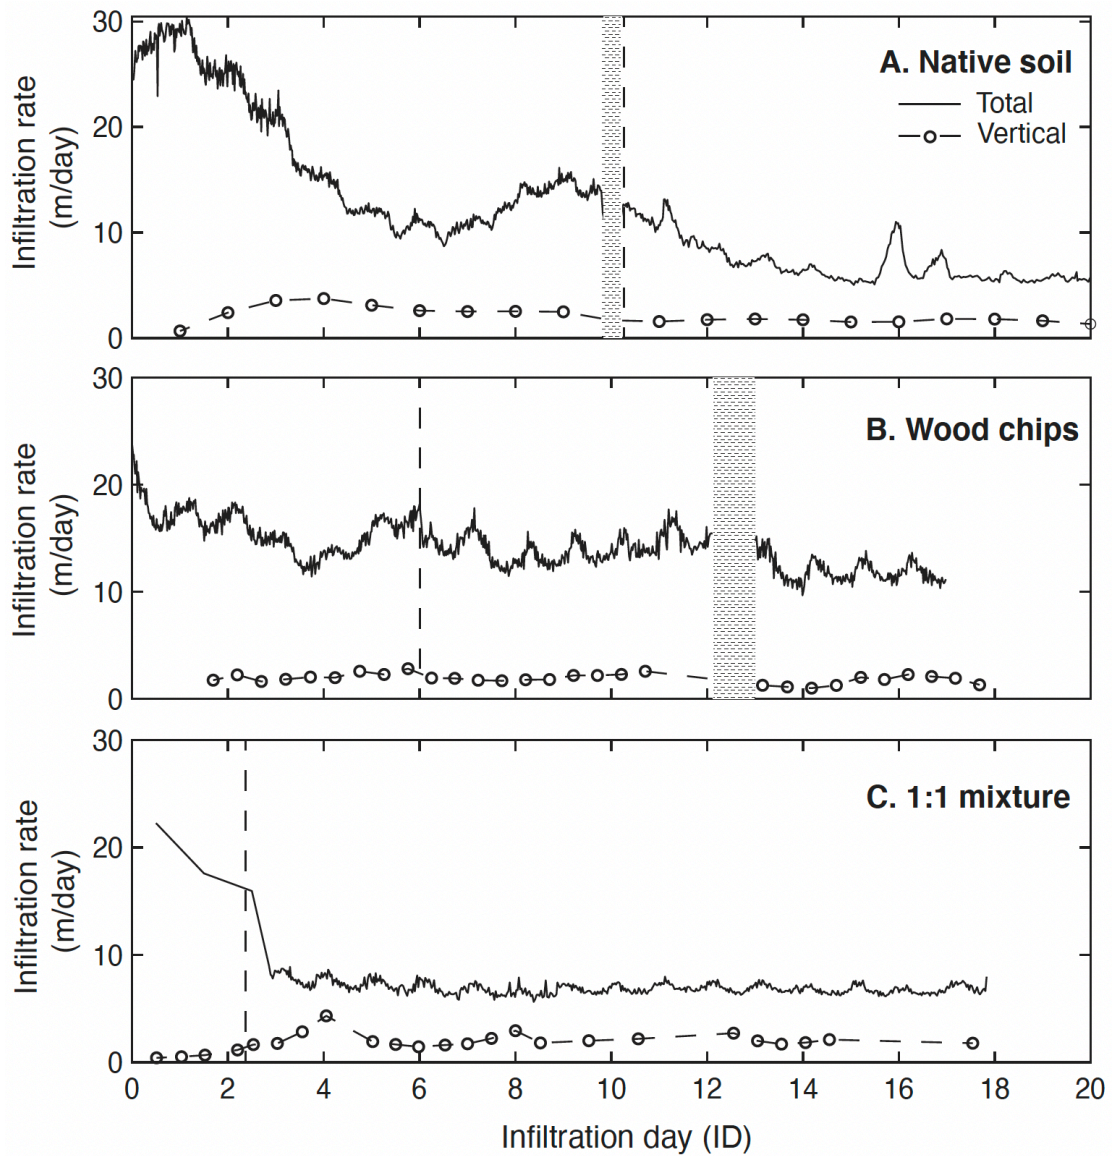 A. Native soil
Total
Vertical
Infiltration rate
(m/day)
30
20
10
0
B. Wood chips
Infiltration rate
(m/day)
30
20
10
0
C. 1:1 mixture
Infiltration rate
(m/day)
30
20
10
0
0 2 4 6 8 10 12 14 16 18 20
Infiltration day (ID)